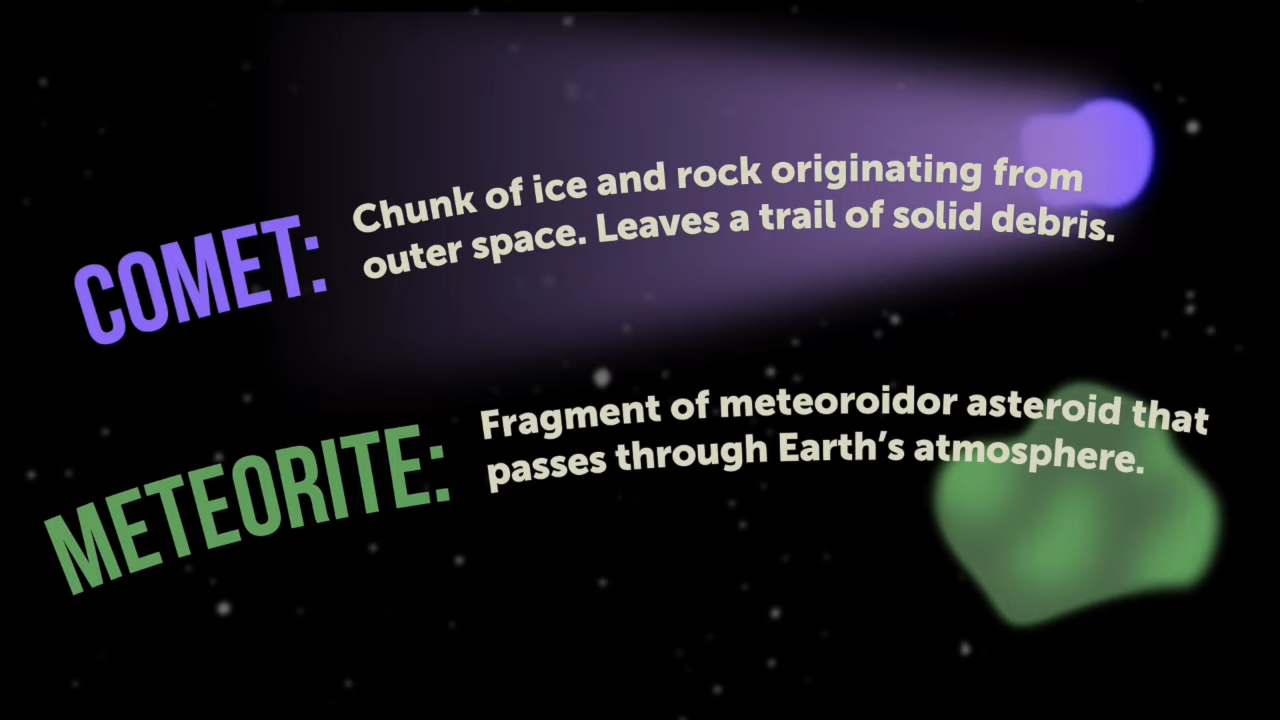 COMET:
Chunk of ice and rock originating from
outer space. Leaves a trail of solid debris.
METEORITE:
Fragment of meteoroidor asteroid that
passes through Earth’s atmosphere.